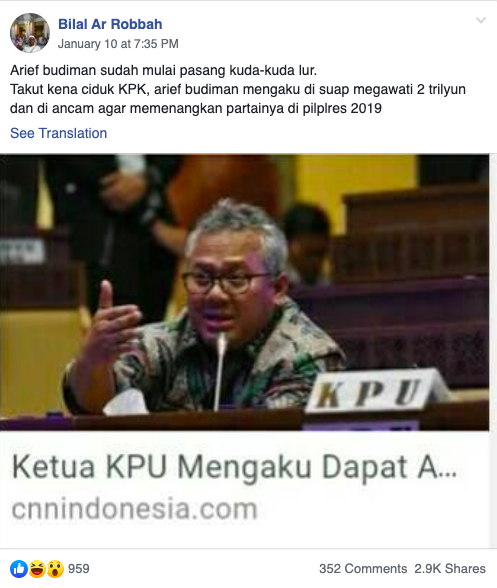 Bilal Ar Robbah
January 10 at 7:35 PM
Arief budiman sudah mulai pasang kuda-kuda lur.
Takut kena ciduk KPK, arief budiman mengaku di suap megawati 2 trilyun
dan di ancam agar memenangkan partainya di pilplres 2019
See Translation
KPU
Ketua KPU Mengaku Dapat A...
cnnindonesia.com
959
352 Comments 2.9K Shares